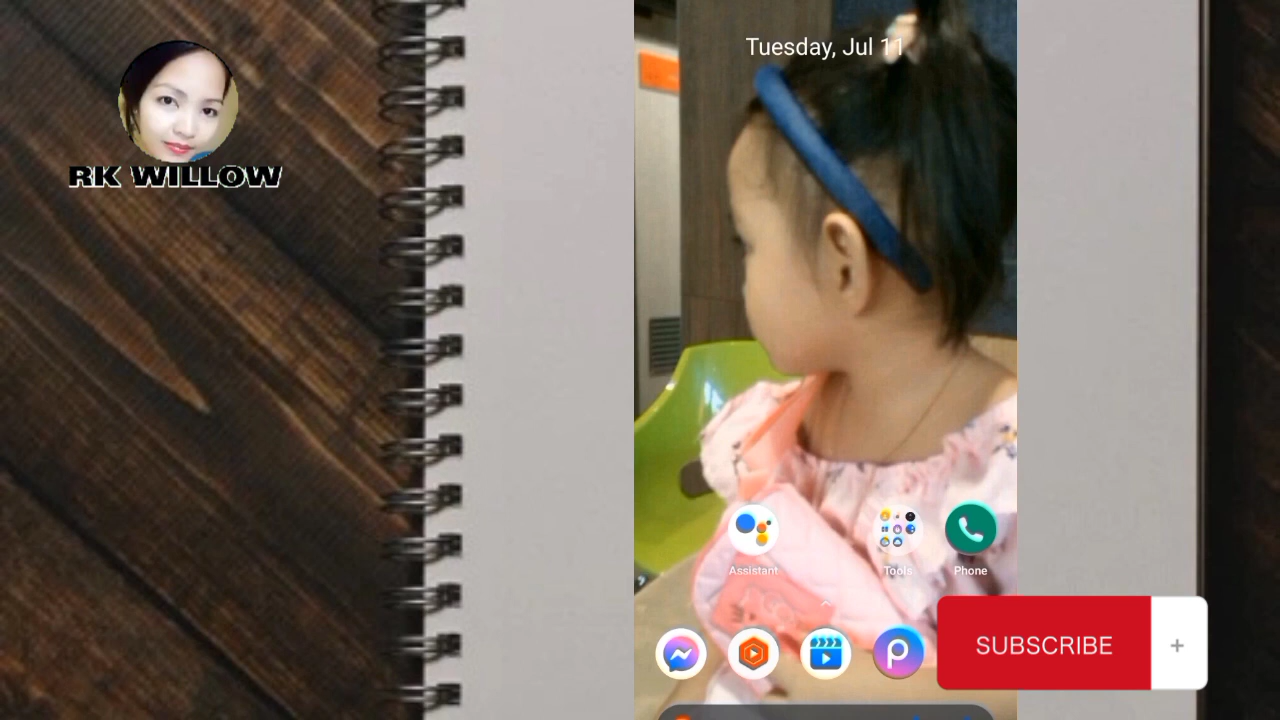 Tuesday, Jul 11
RK WILLOW
Assistant
Tools
Phone
SUBSCRIBE
+